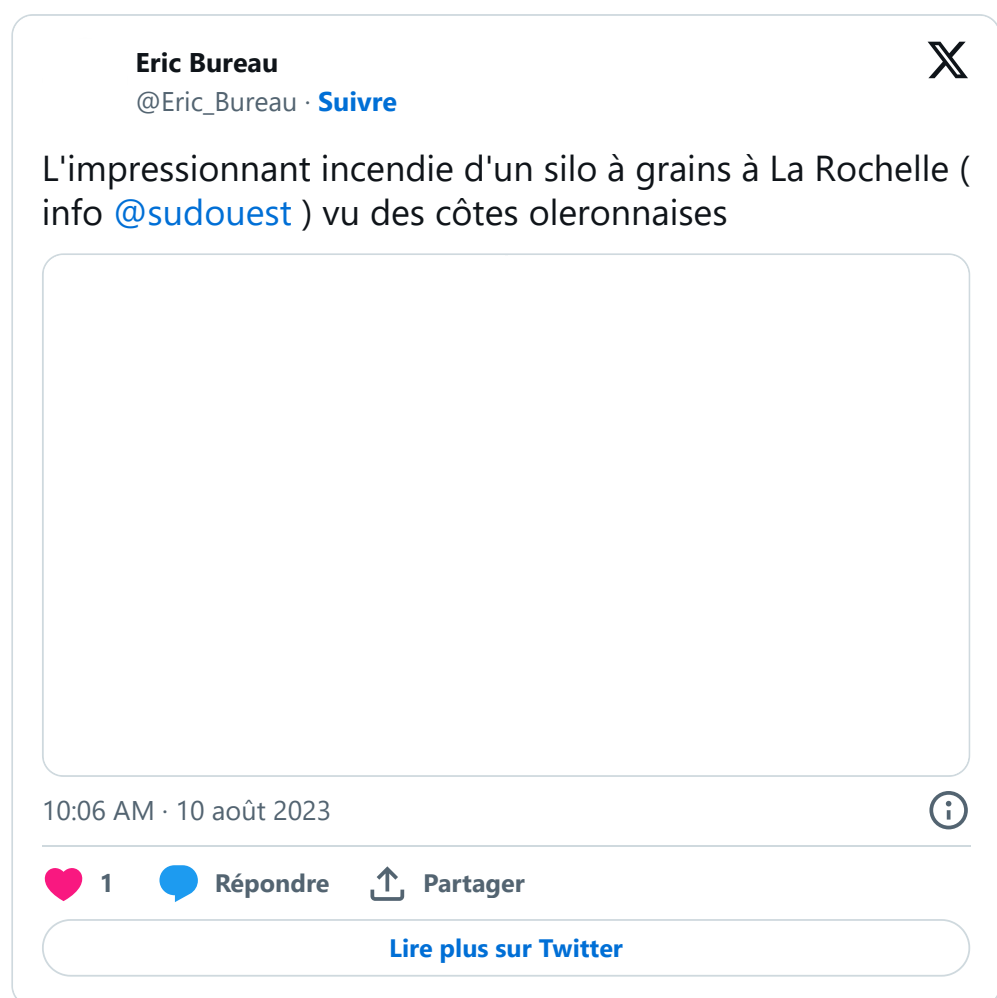 Eric Bureau
@Eric_Bureau · Suivre
L'impressionnant incendie d'un silo à grains à La Rochelle (
info @sudouest ) vu des côtes oleronnaises
10:06 AM · 10 août 2023
1 Répondre Partager
Lire plus sur Twitter